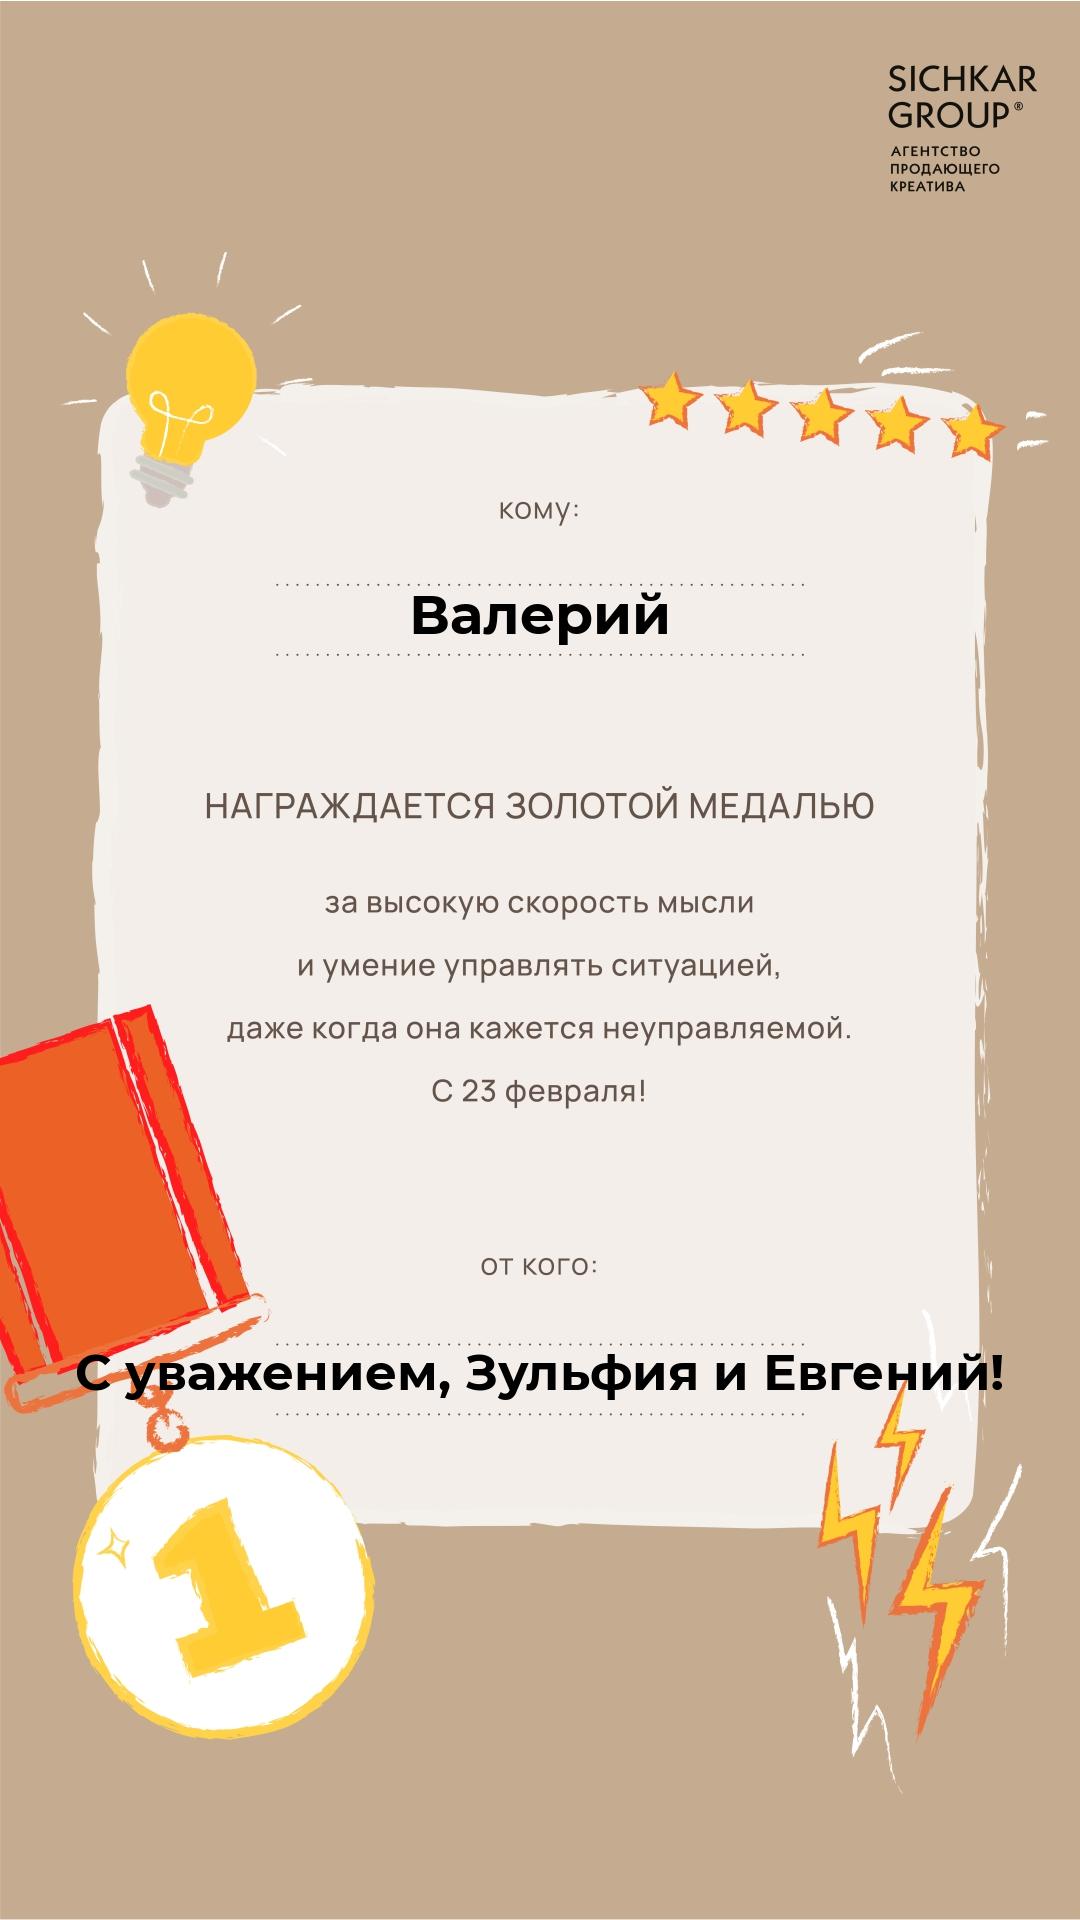 SICHKAR
GROUP®
АГЕНТСТВО
ПРОДАЮЩЕГО
КРЕАТИВА
кому:
Валерий
НАГРАЖДАЕТСЯ ЗОЛОТОЙ МЕДАЛЬЮ
за высокую скорость мысли
и умение управлять ситуацией,
даже когда она кажется неуправляемой.
С 23 февраля!
от кого:
С уважением, Зульфия и Евгений!
1